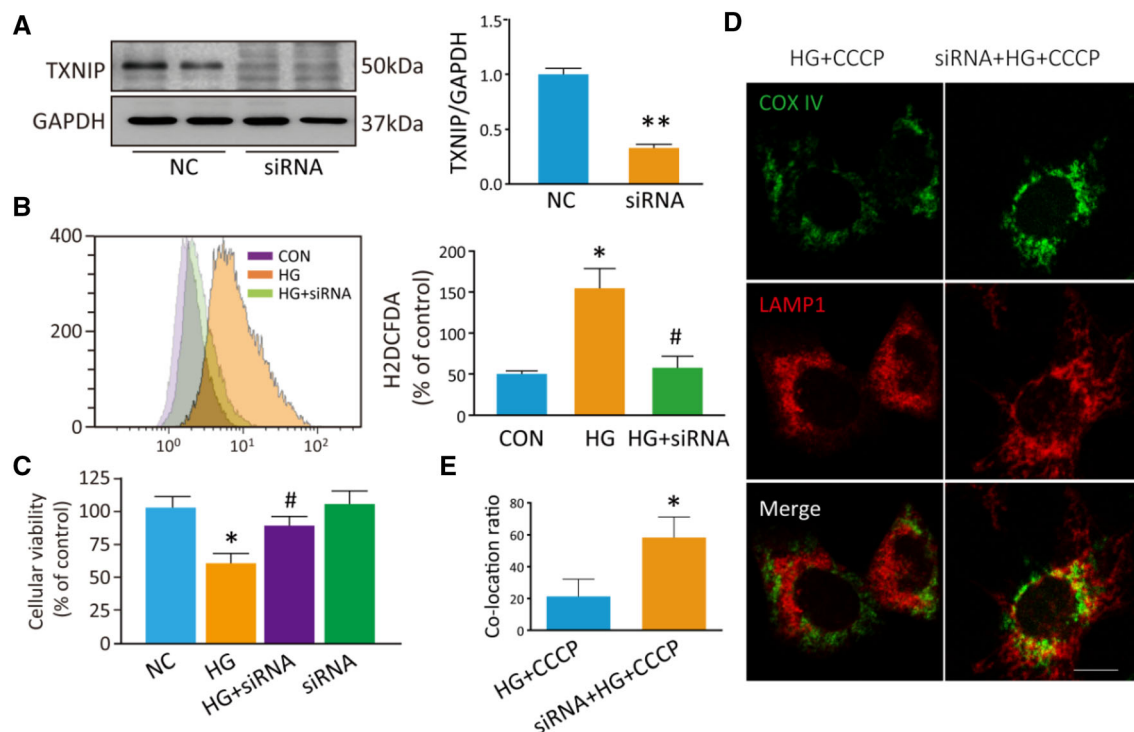 A
TXNIP
50kDa
GAPDH
37kDa
NC
siRNA
TXNIP/GAPDH
1.5
1.0
0.5
0.0
**
NC
siRNA
B
400
200
0
CON
HG
HG+siRNA
10⁰
10¹
10²
H2DCFDA
(% of control)
200
150
100
50
0
*
#
CON
HG
HG+siRNA
C
Cellular viability
(% of control)
125
100
75
50
25
0
*
#
NC
HG
HG+siRNA
siRNA
E
Co-location ratio
80
60
40
20
0
*
HG+CCCP
siRNA+HG+CCCP
D
HG+CCCP
siRNA+HG+CCCP
COX IV
LAMP1
Merge